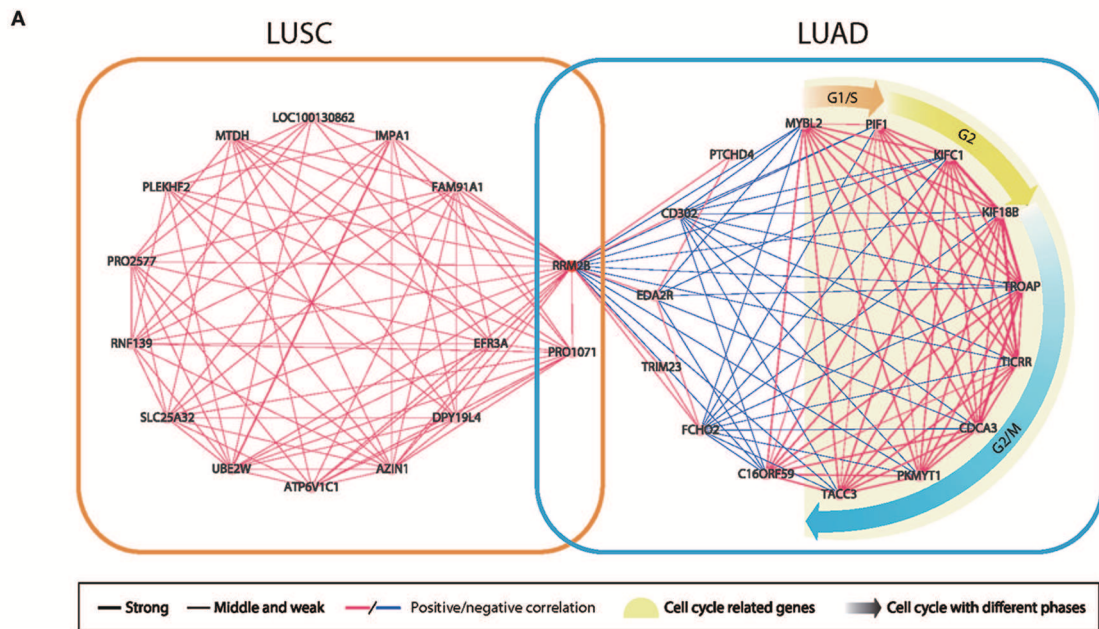 A
LUSC
LUAD
G1/S
G2
G2/M
LOC100130862
MTDH
IMPA1
PLEKHF2
FAM91A1
PRO2577
RRM2B
RNF139
EFR3A
PRO1071
SLC25A32
DPY19L4
UBE2W
AZIN1
ATP6V1C1
MYBL2
PIF1
PTCHD4
KIFC1
CD302
KIF18B
EDA2R
TROAP
TRIM23
TICRR
FCHO2
CDCA3
C16ORF59
PKMYT1
TACC3
Strong
Middle and weak
Positive/negative correlation
Cell cycle related genes
Cell cycle with different phases